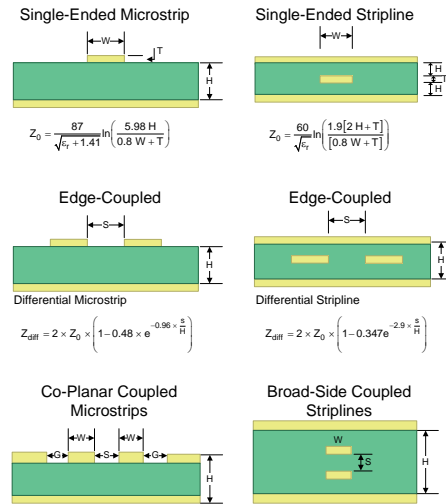 Single-Ended Microstrip
W
T
H
Z₀ = 87/√(εr + 1.41) ln(5.98 H/(0.8 W + T))
Single-Ended Stripline
W
H
T
H
Z₀ = 60/√εr ln(1.9[2 H+T]/[0.8 W+T])
Edge-Coupled
S
H
Differential Microstrip
Zdiff = 2 × Z₀ × (1−0.48 × e^(−0.96 × s/H))
Edge-Coupled
S
H
Differential Stripline
Zdiff = 2 × Z₀ × (1−0.347e^(−2.9 × s/H))
Co-Planar Coupled
Microstrips
W W
G S G
H
Broad-Side Coupled
Striplines
W
S
H